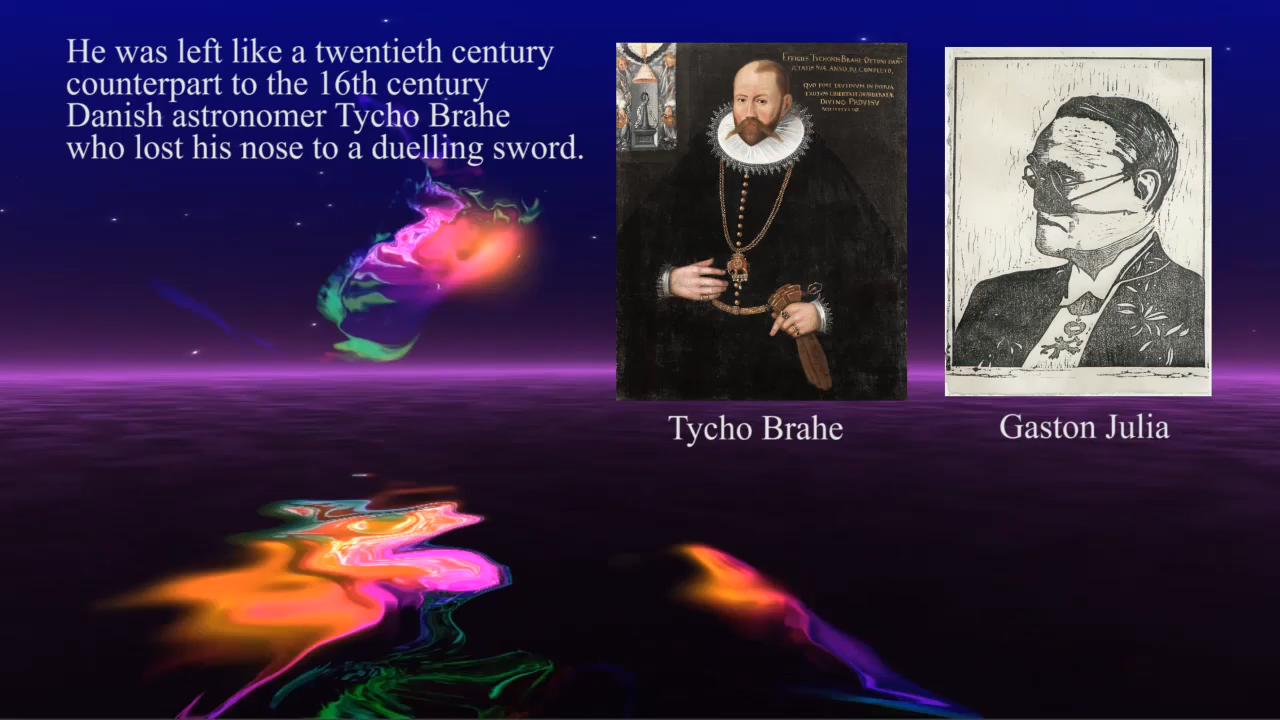 He was left like a twentieth century
counterpart to the 16th century
Danish astronomer Tycho Brahe
who lost his nose to a duelling sword.
Tycho Brahe
Gaston Julia